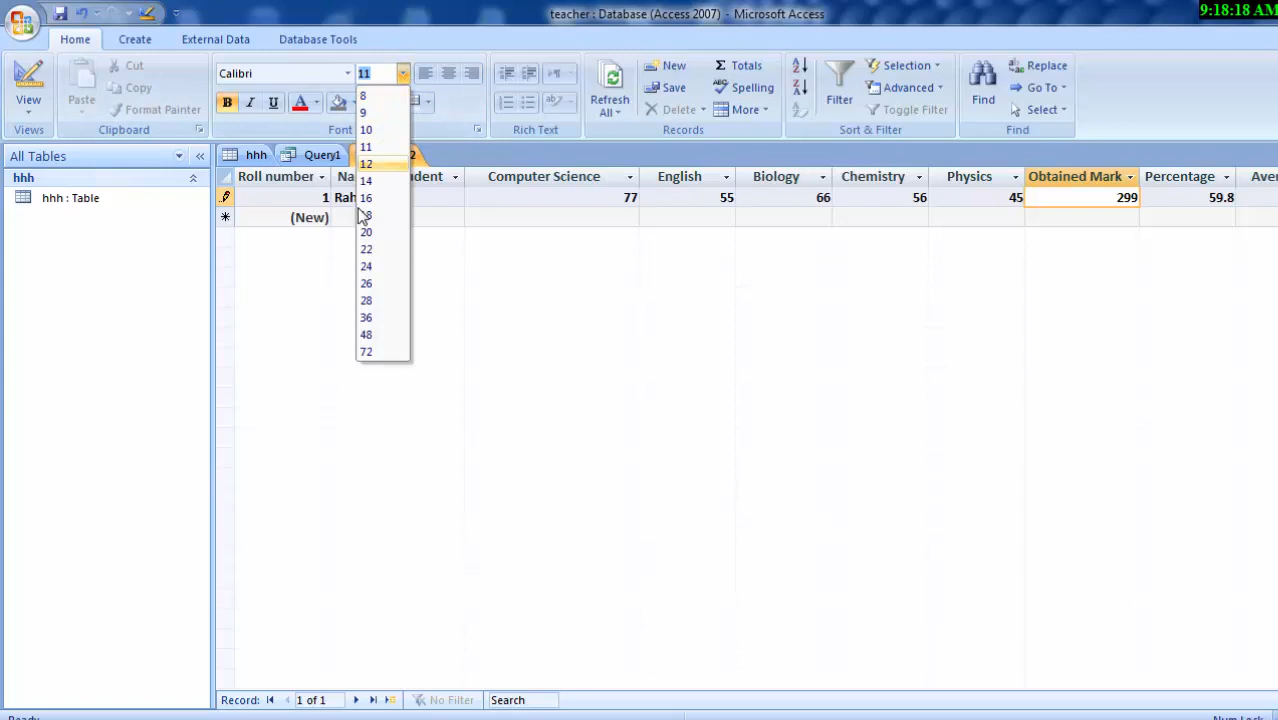 teacher : Database (Access 2007) - Microsoft Access
9:18:18 AM
Home Create External Data Database Tools
View
Views
Paste
Cut
Copy
Format Painter
Clipboard
Calibri 11
B I U A
Font
Rich Text
Refresh
All
New
Save
Delete
Totals
Spelling
More
Records
Filter
Selection
Advanced
Toggle Filter
Sort & Filter
Find
Replace
Go To
Select
Find
8
9
10
11
12
14
16
20
22
24
26
28
36
48
72
All Tables
hhh
hhh : Table
hhh Query1 2
Roll number Computer Science English Biology Chemistry Physics Obtained Mark Percentage
1 77 55 66 56 45 299 59.8
(New)
Record: 1 of 1 No Filter Search